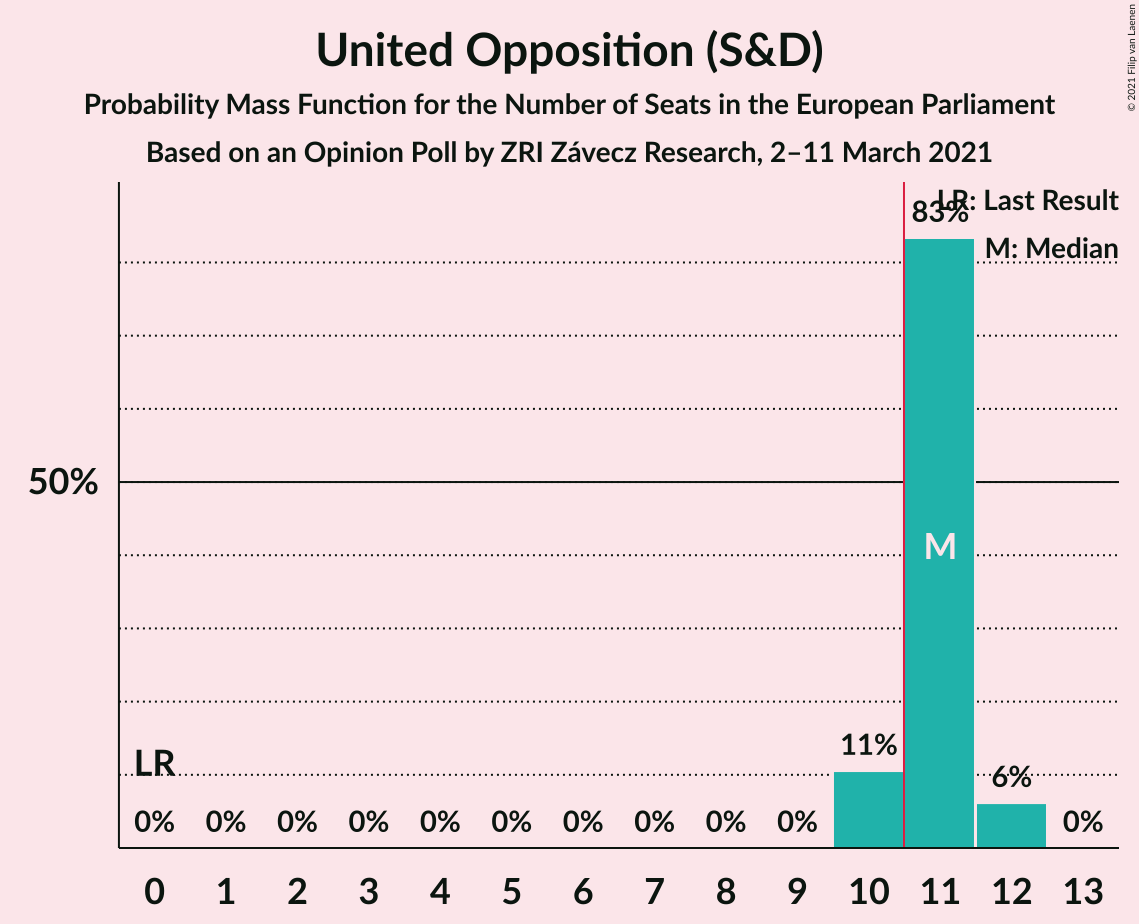 United Opposition (S&D)
Probability Mass Function for the Number of Seats in the European Parliament
Based on an Opinion Poll by ZRI Závecz Research, 2–11 March 2021
© 2021 Filip van Laenen
LR: Last Result
M: Median
83%
50%
M
LR
11%
6%
0% 0% 0% 0% 0% 0% 0% 0% 0% 0% 0%
0 1 2 3 4 5 6 7 8 9 10 11 12 13